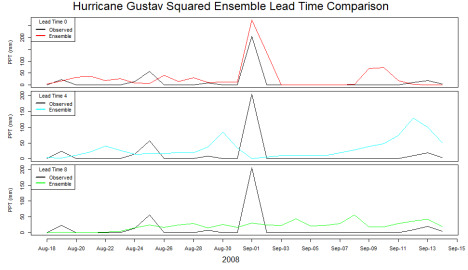 Hurricane Gustav Squared Ensemble Lead Time Comparison
Lead Time 0
Observed
Ensemble
PPT (mm)
0
50
100
200
Lead Time 4
Observed
Ensemble
PPT (mm)
0
50
100
150
200
Lead Time 8
Observed
Ensemble
PPT (mm)
0
50
100
150
200
Aug-18 Aug-20 Aug-22 Aug-24 Aug-26 Aug-28 Aug-30 Sep-01 Sep-03 Sep-05 Sep-07 Sep-09 Sep-11 Sep-13 Sep-15
2008